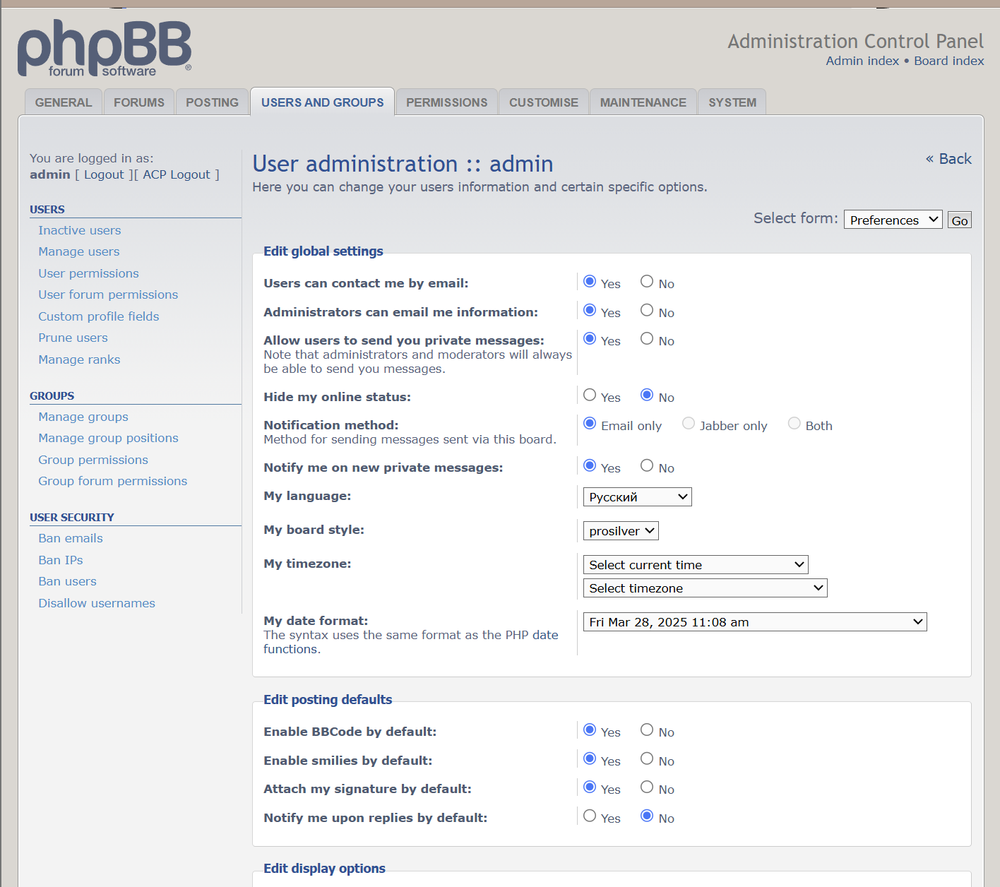 phpBB
forum software ®
Administration Control Panel
Admin index • Board index
GENERAL FORUMS POSTING USERS AND GROUPS PERMISSIONS CUSTOMISE MAINTENANCE SYSTEM
You are logged in as:
admin [ Logout ][ ACP Logout ]
USERS
Inactive users
Manage users
User permissions
User forum permissions
Custom profile fields
Prune users
Manage ranks
GROUPS
Manage groups
Manage group positions
Group permissions
Group forum permissions
USER SECURITY
Ban emails
Ban IPs
Ban users
Disallow usernames
« Back
User administration :: admin
Here you can change your users information and certain specific options.
Select form: Preferences Go
Edit global settings
Users can contact me by email: Yes No
Administrators can email me information: Yes No
Allow users to send you private messages: Yes No
Note that administrators and moderators will always
be able to send you messages.
Hide my online status: Yes No
Notification method: Email only Jabber only Both
Method for sending messages sent via this board.
Notify me on new private messages: Yes No
My language: Русский
My board style: prosilver
My timezone: Select current time
Select timezone
My date format: Fri Mar 28, 2025 11:08 am
The syntax uses the same format as the PHP date
functions.
Edit posting defaults
Enable BBCode by default: Yes No
Enable smilies by default: Yes No
Attach my signature by default: Yes No
Notify me upon replies by default: Yes No
Edit display options